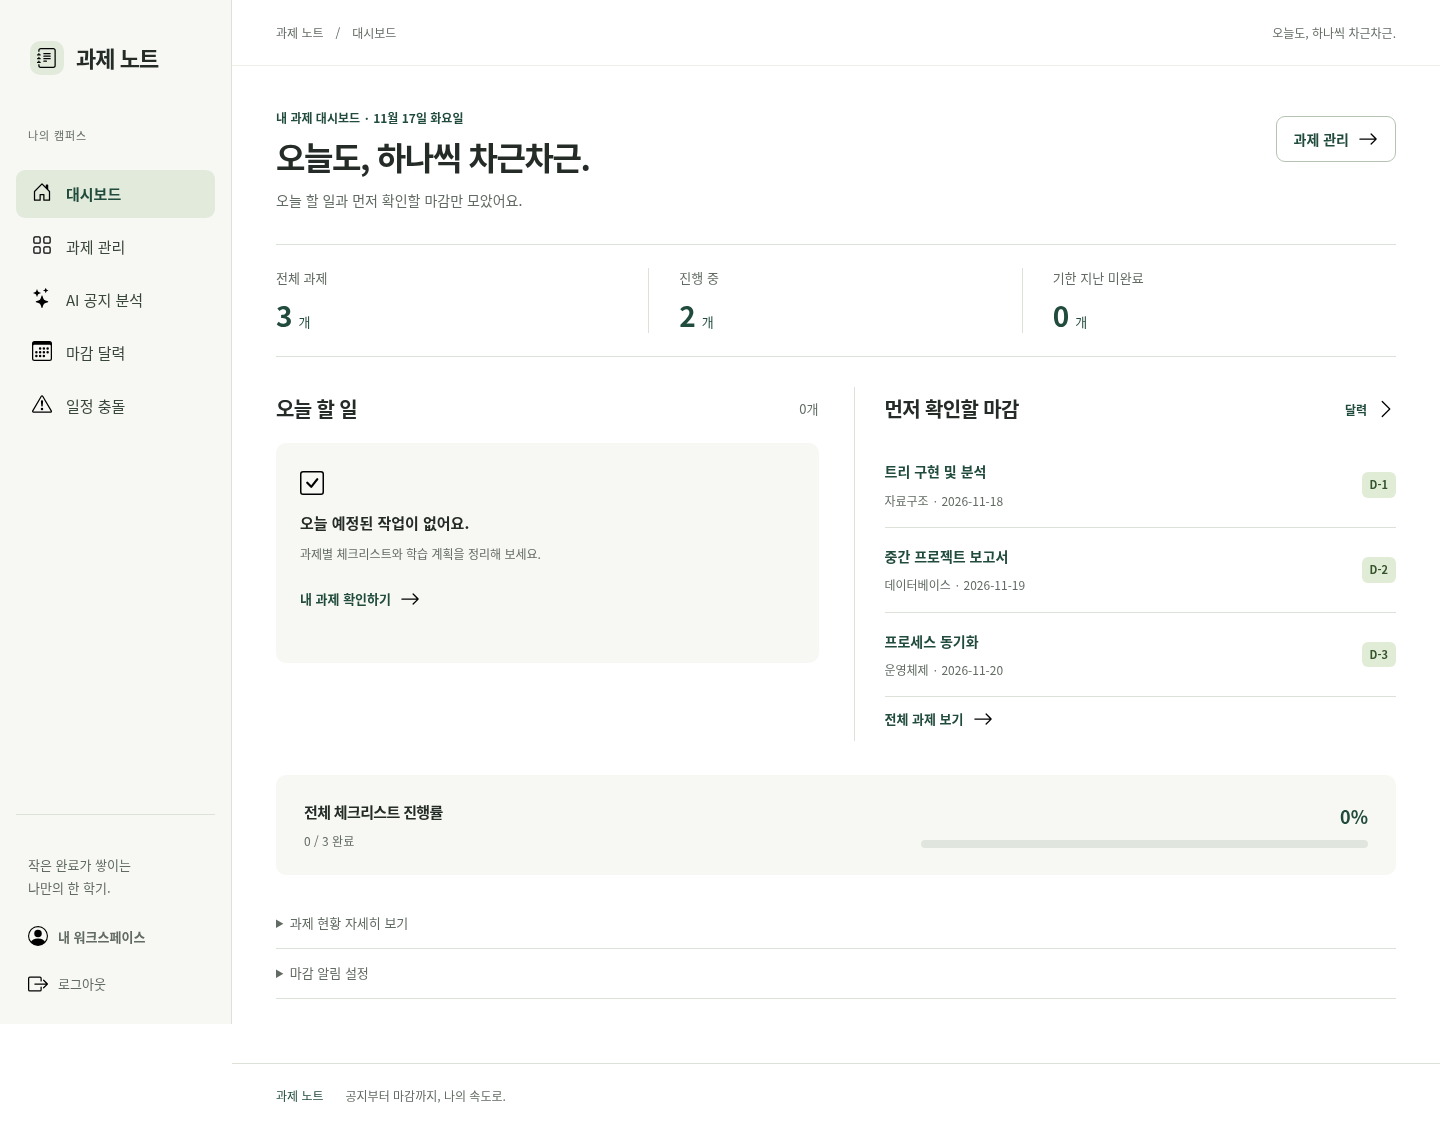 과제 노트
나의 캠퍼스
대시보드
과제 관리
AI 공지 분석
마감 달력
일정 충돌
작은 완료가 쌓이는
나만의 한 학기.
내 워크스페이스
로그아웃
과제 노트 / 대시보드
오늘도, 하나씩 차근차근.
내 과제 대시보드 · 11월 17일 화요일
오늘도, 하나씩 차근차근.
오늘 할 일과 먼저 확인할 마감만 모았어요.
과제 관리
전체 과제
3 개
진행 중
2 개
기한 지난 미완료
0 개
오늘 할 일
0개
오늘 예정된 작업이 없어요.
과제별 체크리스트와 학습 계획을 정리해 보세요.
내 과제 확인하기
먼저 확인할 마감
달력
트리 구현 및 분석
자료구조 · 2026-11-18
D-1
중간 프로젝트 보고서
데이터베이스 · 2026-11-19
D-2
프로세스 동기화
운영체제 · 2026-11-20
D-3
전체 과제 보기
전체 체크리스트 진행률
0 / 3 완료
0%
과제 현황 자세히 보기
마감 알림 설정
과제 노트 공지부터 마감까지, 나의 속도로.